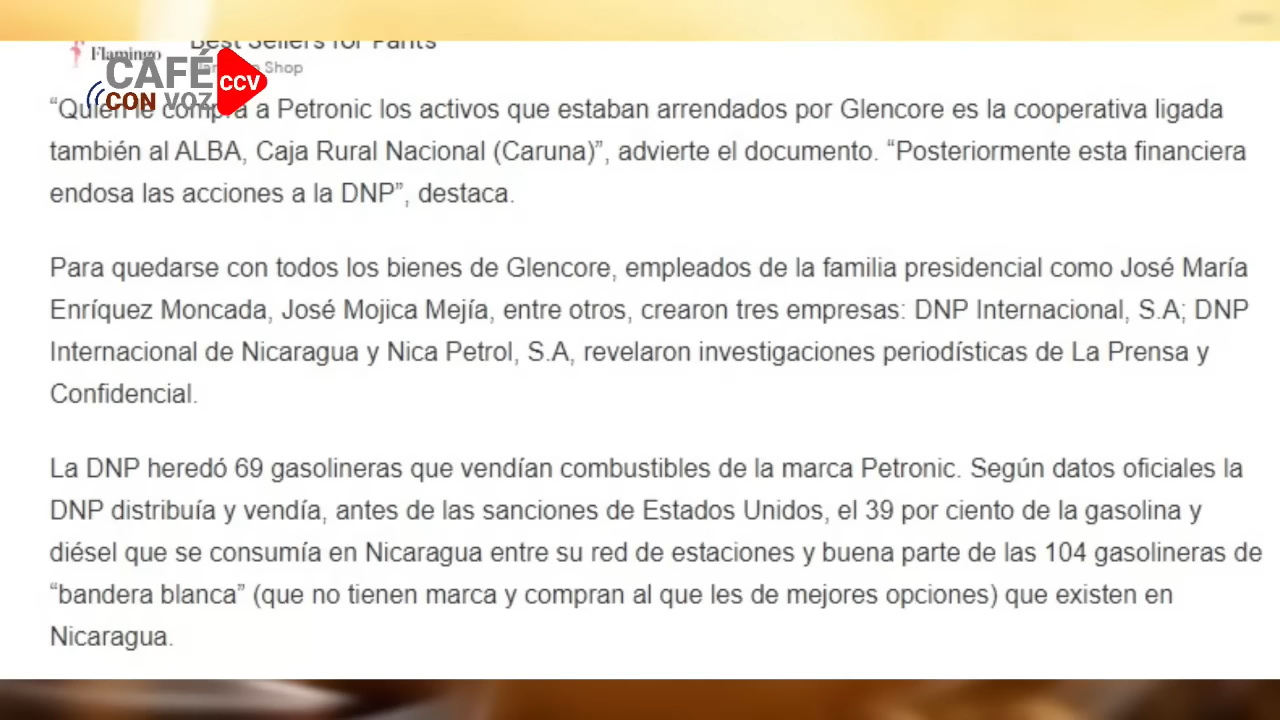 Best Sellers for Pants
Flamingo
Shop
CAFÉ
CON VOZ
CCV
“Quien le compra a Petronic los activos que estaban arrendados por Glencore es la cooperativa ligada
también al ALBA, Caja Rural Nacional (Caruna)”, advierte el documento. “Posteriormente esta financiera
endosa las acciones a la DNP”, destaca.
Para quedarse con todos los bienes de Glencore, empleados de la familia presidencial como José María
Enríquez Moncada, José Mojica Mejía, entre otros, crearon tres empresas: DNP Internacional, S.A; DNP
Internacional de Nicaragua y Nica Petrol, S.A, revelaron investigaciones periodísticas de La Prensa y
Confidencial.
La DNP heredó 69 gasolineras que vendían combustibles de la marca Petronic. Según datos oficiales la
DNP distribuía y vendía, antes de las sanciones de Estados Unidos, el 39 por ciento de la gasolina y
diésel que se consumía en Nicaragua entre su red de estaciones y buena parte de las 104 gasolineras de
“bandera blanca” (que no tienen marca y compran al que les de mejores opciones) que existen en
Nicaragua.